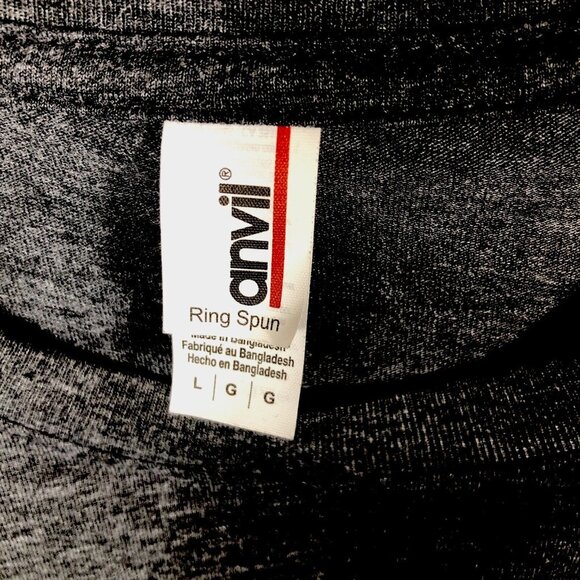 anvil®
Ring Spun
Made in Bangladesh
Fabriqué au Bangladesh
Hecho en Bangladesh
L | G | G